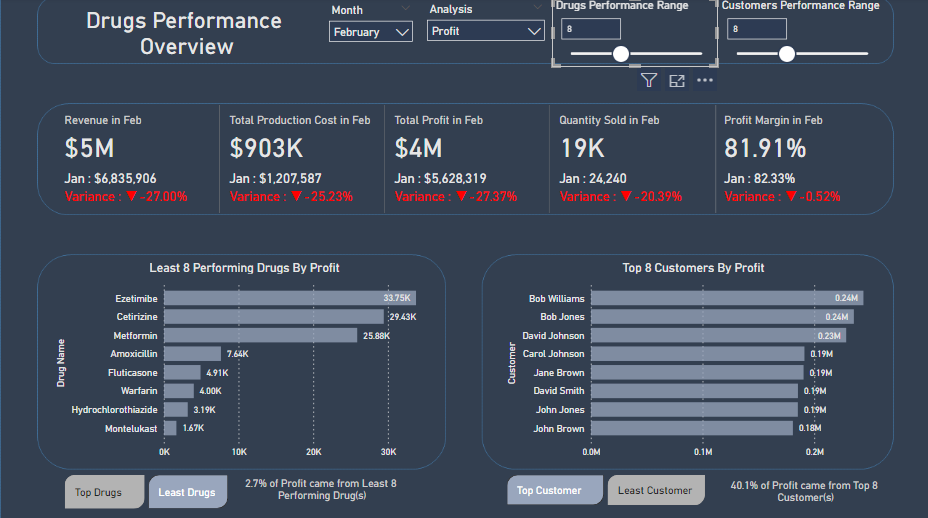 Drugs Performance
Overview
Month
February
Analysis
Profit
Drugs Performance Range
8
Customers Performance Range
8
Revenue in Feb
$5M
Jan : $6,835,906
Variance : ▼ -27.00%
Total Production Cost in Feb
$903K
Jan : $1,207,587
Variance : ▼ -25.23%
Total Profit in Feb
$4M
Jan : $5,628,319
Variance : ▼ -27.37%
Quantity Sold in Feb
19K
Jan : 24,240
Variance : ▼ -20.39%
Profit Margin in Feb
81.91%
Jan : 82.33%
Variance : ▼ -0.52%
Least 8 Performing Drugs By Profit
Drug Name
Ezetimibe 33.75K
Cetirizine 29.43K
Metformin 25.88K
Amoxicillin 7.64K
Fluticasone 4.91K
Warfarin 4.00K
Hydrochlorothiazide 3.19K
Montelukast 1.67K
0K 10K 20K 30K
Top Drugs
Least Drugs
2.7% of Profit came from Least 8
Performing Drug(s)
Top 8 Customers By Profit
Customer
Bob Williams 0.24M
Bob Jones 0.24M
David Johnson 0.23M
Carol Johnson 0.19M
Jane Brown 0.19M
David Smith 0.19M
John Jones 0.19M
John Brown 0.18M
0.0M 0.1M 0.2M
Top Customer
Least Customer
40.1% of Profit came from Top 8
Customer(s)